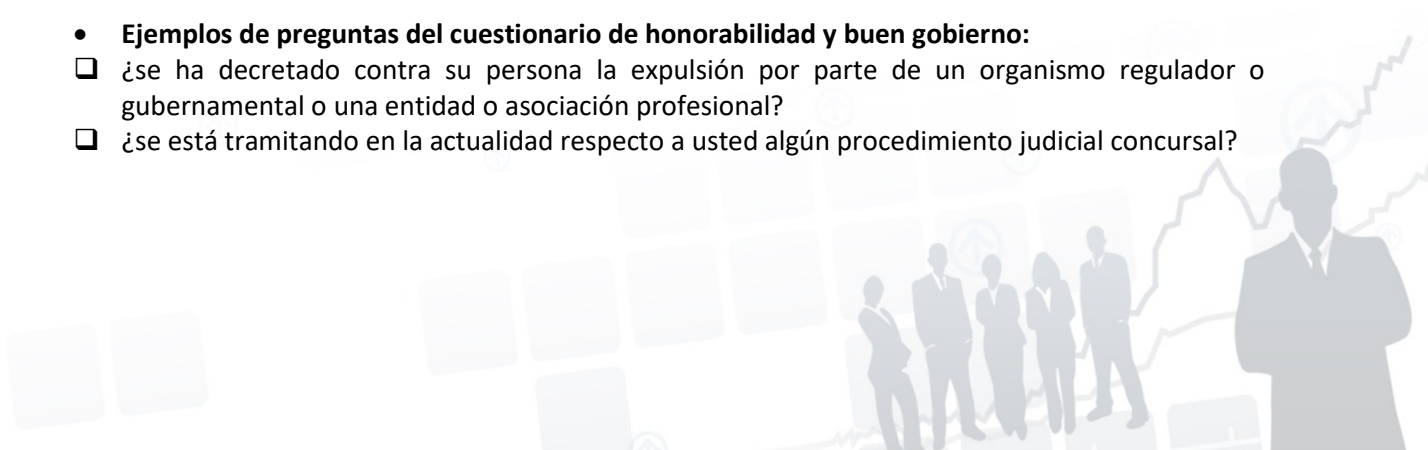 • Ejemplos de preguntas del cuestionario de honorabilidad y buen gobierno:
❑ ¿se ha decretado contra su persona la expulsión por parte de un organismo regulador o
gubernamental o una entidad o asociación profesional?
❑ ¿se está tramitando en la actualidad respecto a usted algún procedimiento judicial concursal?